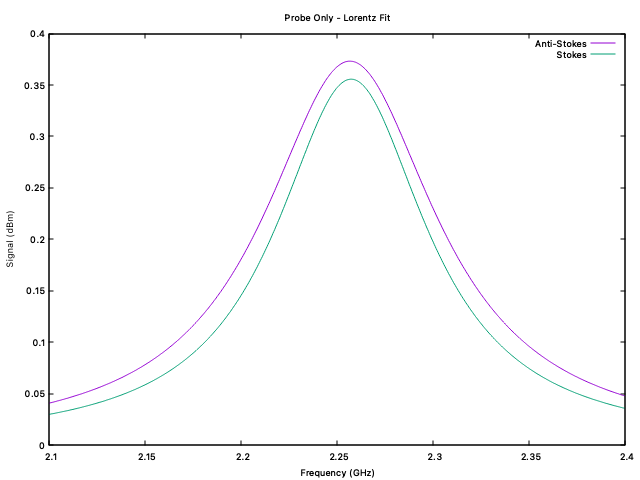 Probe Only - Lorentz Fit
Anti-Stokes
Stokes
0.4
0.35
0.3
0.25
0.2
0.15
0.1
0.05
0
Signal (dBm)
2.1 2.15 2.2 2.25 2.3 2.35 2.4
Frequency (GHz)